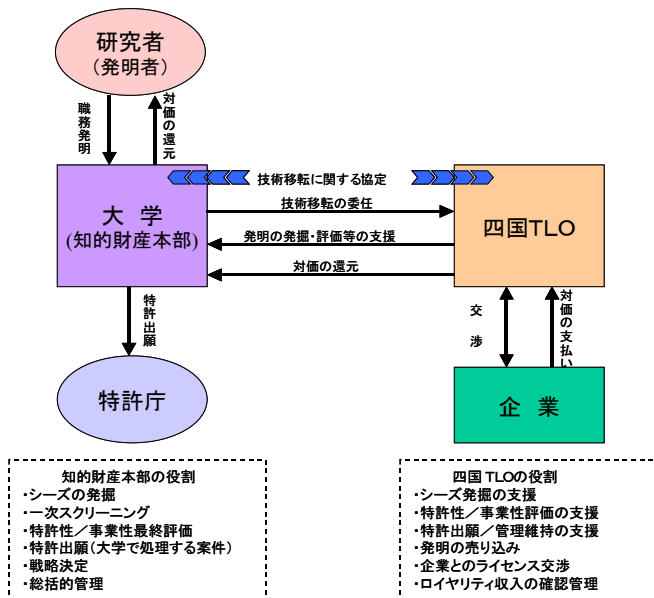 研究者
（発明者）
職務発明
対価の還元
技術移転に関する協定
大　学
(知的財産本部)
技術移転の委任
発明の発掘・評価等の支援
対価の還元
四国TLO
特許出願
交　渉
対価の支払い
特許庁
企　業
知的財産本部の役割
・シーズの発掘
・一次スクリーニング
・特許性／事業性最終評価
・特許出願（大学で処理する案件）
・戦略決定
・総括的管理
四国 TLOの役割
・シーズ発掘の支援
・特許性／事業性評価の支援
・特許出願／管理維持の支援
・発明の売り込み
・企業とのライセンス交渉
・ロイヤリティ収入の確認管理